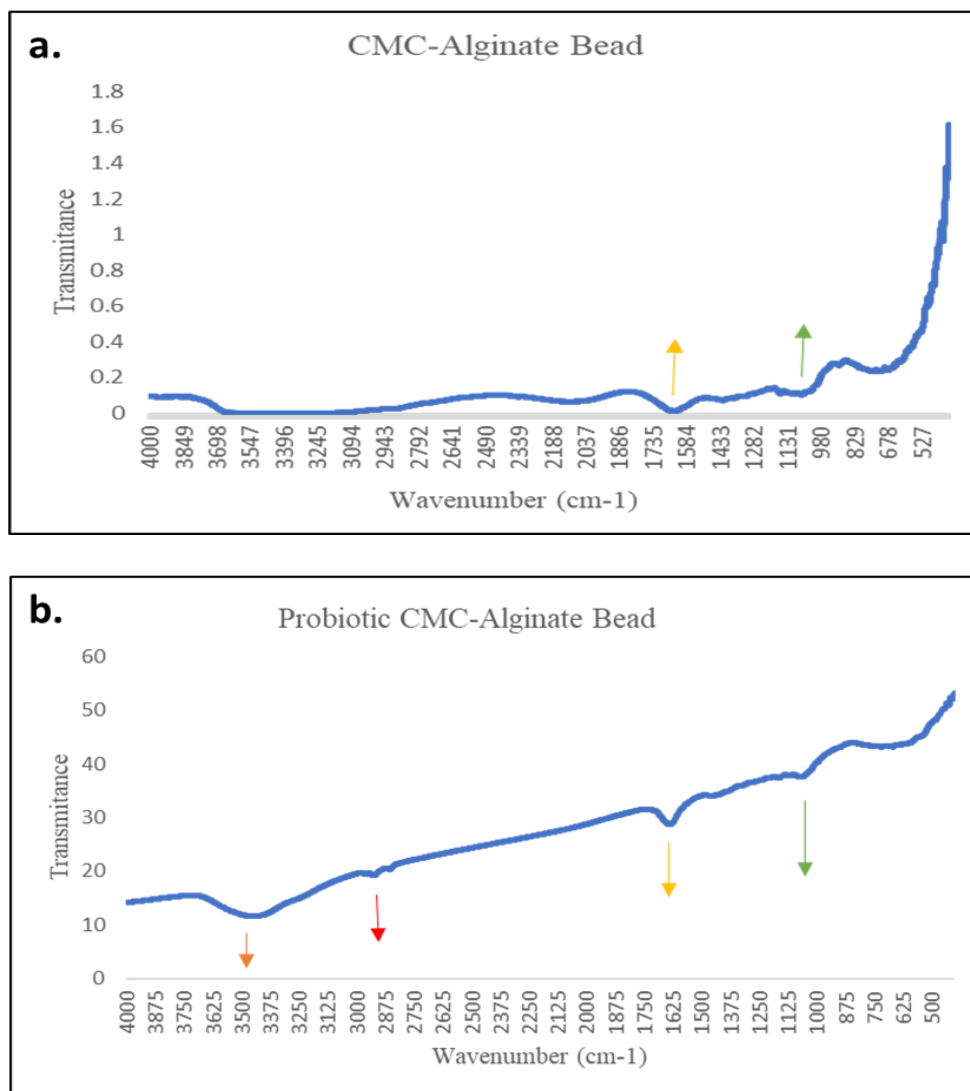 a.
CMC-Alginate Bead
Transmitance
1.8
1.6
1.4
1.2
1
0.8
0.6
0.4
0.2
0
4000 3849 3698 3547 3396 3245 3094 2943 2792 2641 2490 2339 2188 2037 1886 1735 1584 1433 1282 1131 980 829 678 527
Wavenumber (cm-1)
b.
Probiotic CMC-Alginate Bead
Transmitance
60
50
40
30
20
10
0
4000 3875 3750 3625 3500 3375 3250 3125 3000 2875 2750 2625 2500 2375 2250 2125 2000 1875 1750 1625 1500 1375 1250 1125 1000 875 750 625 500
Wavenumber (cm-1)